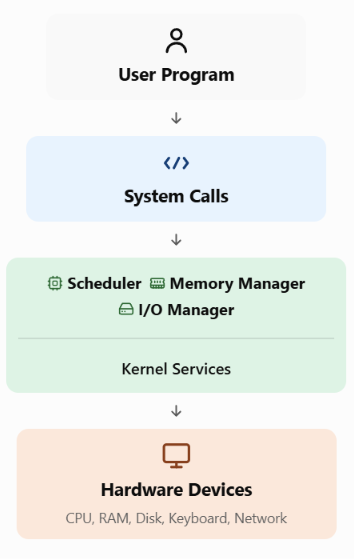 User Program
System Calls
Scheduler Memory Manager
I/O Manager
Kernel Services
Hardware Devices
CPU, RAM, Disk, Keyboard, Network